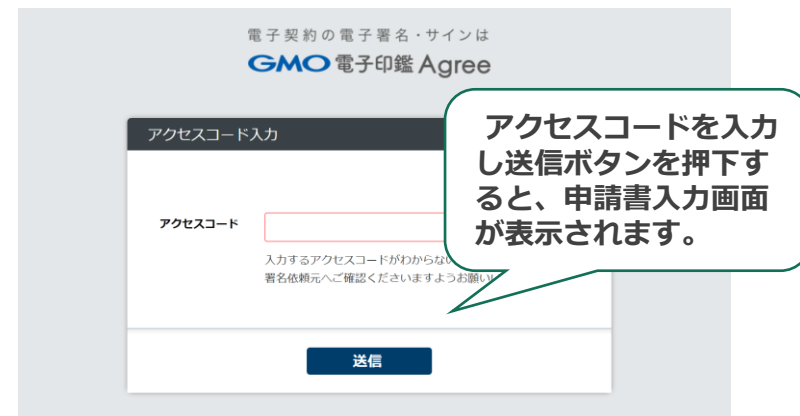 電子契約の電子署名・サインは
GMO 電子印鑑 Agree
アクセスコード入力
アクセスコードを入力
し送信ボタンを押下す
ると、申請書入力画面
が表示されます。
アクセスコード
入力するアクセスコードがわからない
署名依頼元へご確認くださいますようお願い
送信